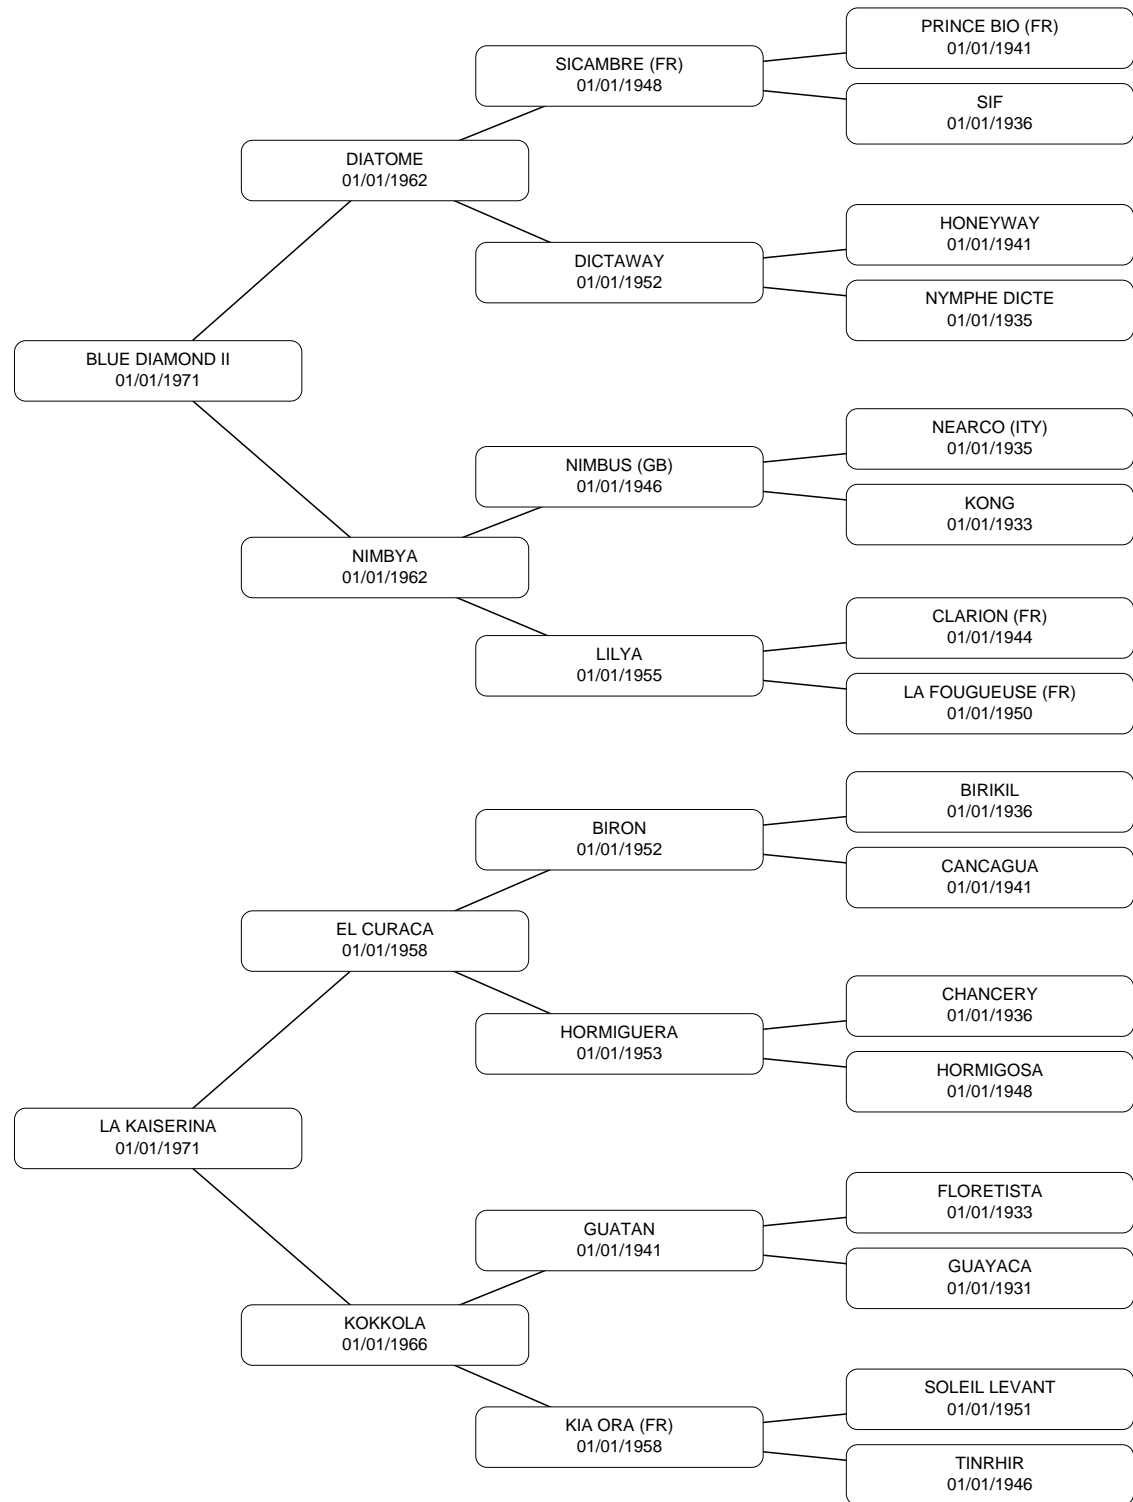 PRINCE BIO (FR)
01/01/1941
SICAMBRE (FR)
01/01/1948
SIF
01/01/1936
DIATOME
01/01/1962
HONEYWAY
01/01/1941
DICTAWAY
01/01/1952
NYMPHE DICTE
01/01/1935
BLUE DIAMOND II
01/01/1971
NEARCO (ITY)
01/01/1935
NIMBUS (GB)
01/01/1946
KONG
01/01/1933
NIMBYA
01/01/1962
CLARION (FR)
01/01/1944
LILYA
01/01/1955
LA FOUGUEUSE (FR)
01/01/1950
BIRIKIL
01/01/1936
BIRON
01/01/1952
CANCAGUA
01/01/1941
EL CURACA
01/01/1958
CHANCERY
01/01/1936
HORMIGUERA
01/01/1953
HORMIGOSA
01/01/1948
LA KAISERINA
01/01/1971
FLORETISTA
01/01/1933
GUATAN
01/01/1941
GUAYACA
01/01/1931
KOKKOLA
01/01/1966
SOLEIL LEVANT
01/01/1951
KIA ORA (FR)
01/01/1958
TINRHIR
01/01/1946